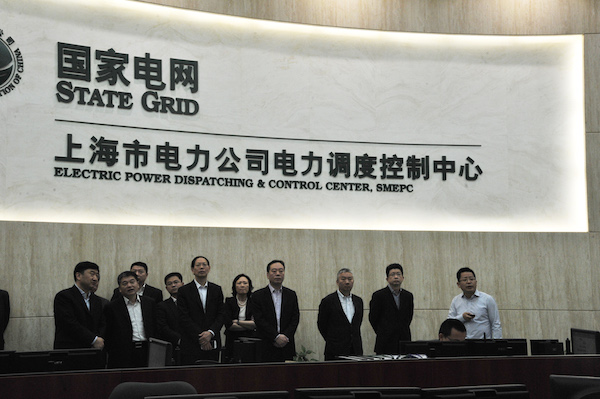 国家电网
STATE GRID
上海市电力公司电力调度控制中心
ELECTRIC POWER DISPATCHING & CONTROL CENTER, SMEPC